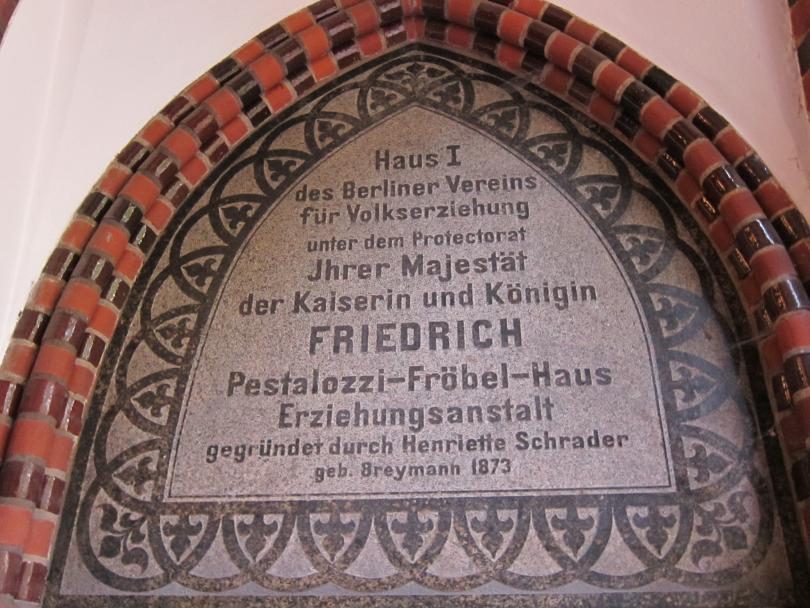 Haus I
des Berliner Vereins
für Volkserziehung
unter dem Protectorat
Jhrer Majestät
der Kaiserin und Königin
FRIEDRICH
Pestalozzi-Fröbel-Haus
Erziehungsanstalt
gegründet durch Henriette Schrader
geb. Breymann 1873